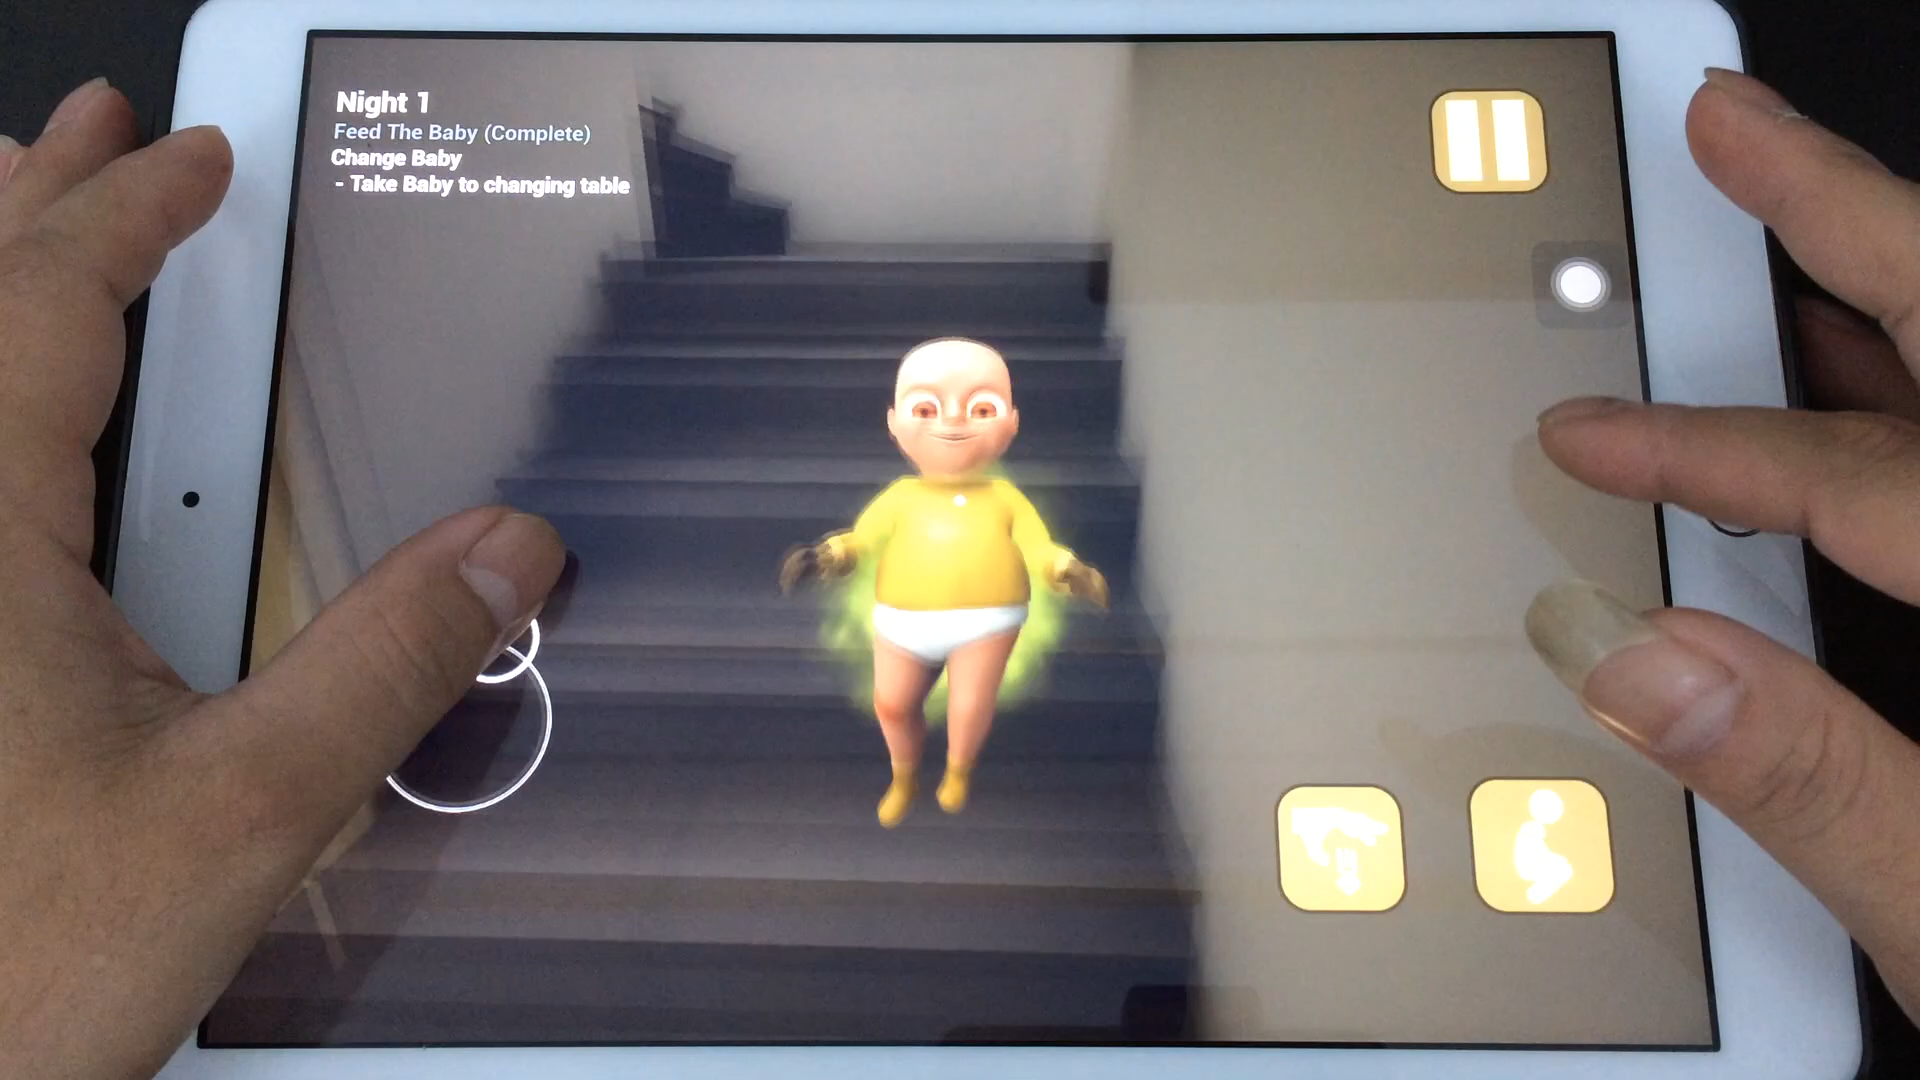 Night 1
Feed The Baby (Complete)
Change Baby
- Take Baby to changing table